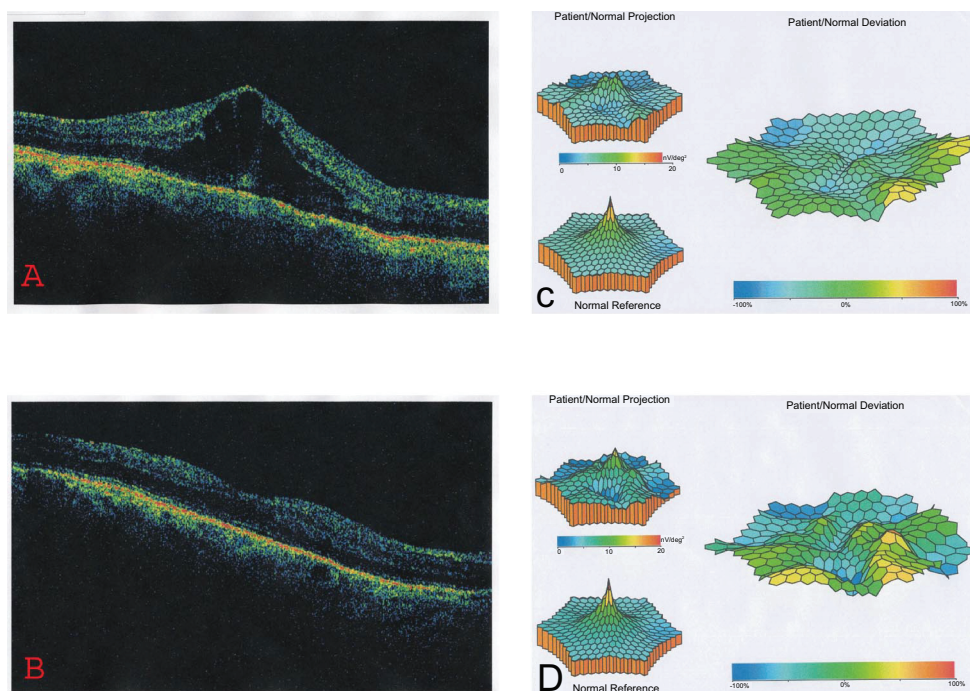 A
Patient/Normal Projection
Patient/Normal Deviation
nV/deg²
0
10
20
Normal Reference
-100%
0%
100%
C
B
Patient/Normal Projection
Patient/Normal Deviation
nV/deg²
0
10
20
Normal Reference
-100%
0%
100%
D